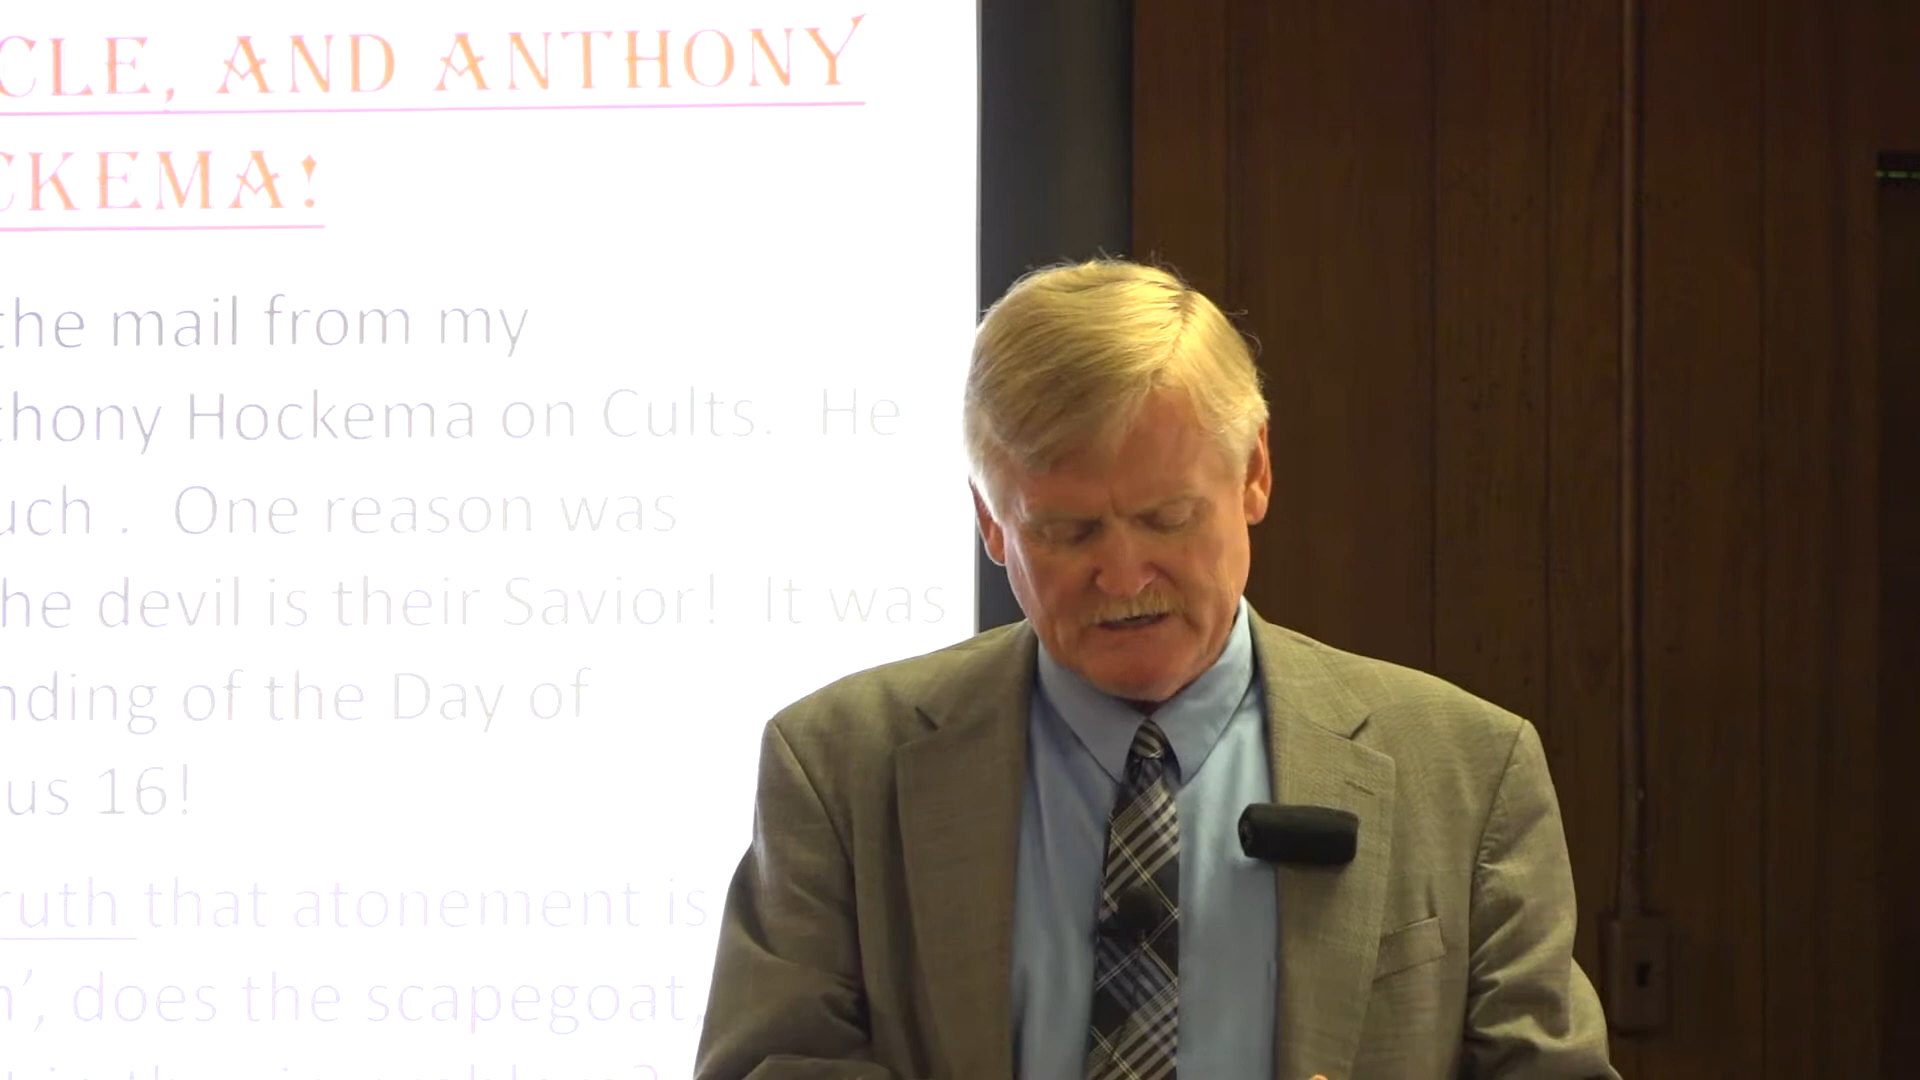 CLE, AND ANTHONY
CKEMA!
the mail from my
thony Hockema on Cults. He
uch . One reason was
he devil is their Savior! It was
nding of the Day of
us 16!
ruth that atonement is
n’, does the scapegoat,